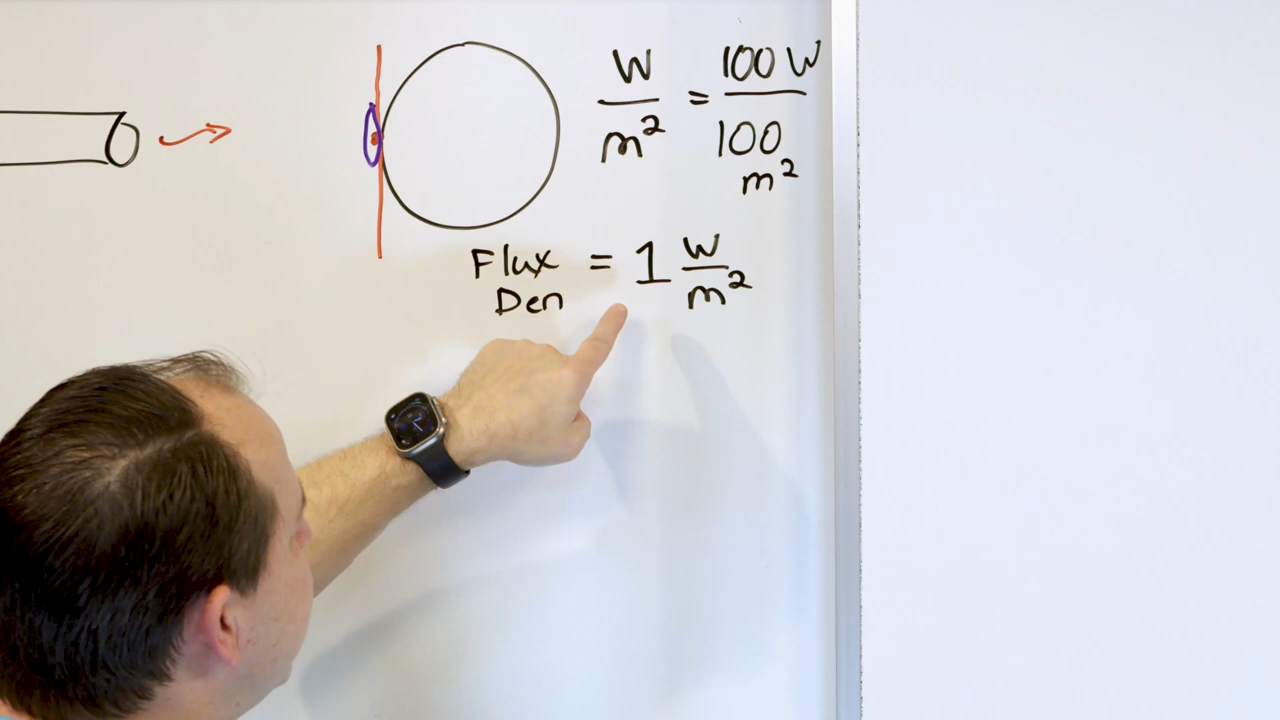 W/m² = 100 W/100 m²
Flux Den = 1 W/m²